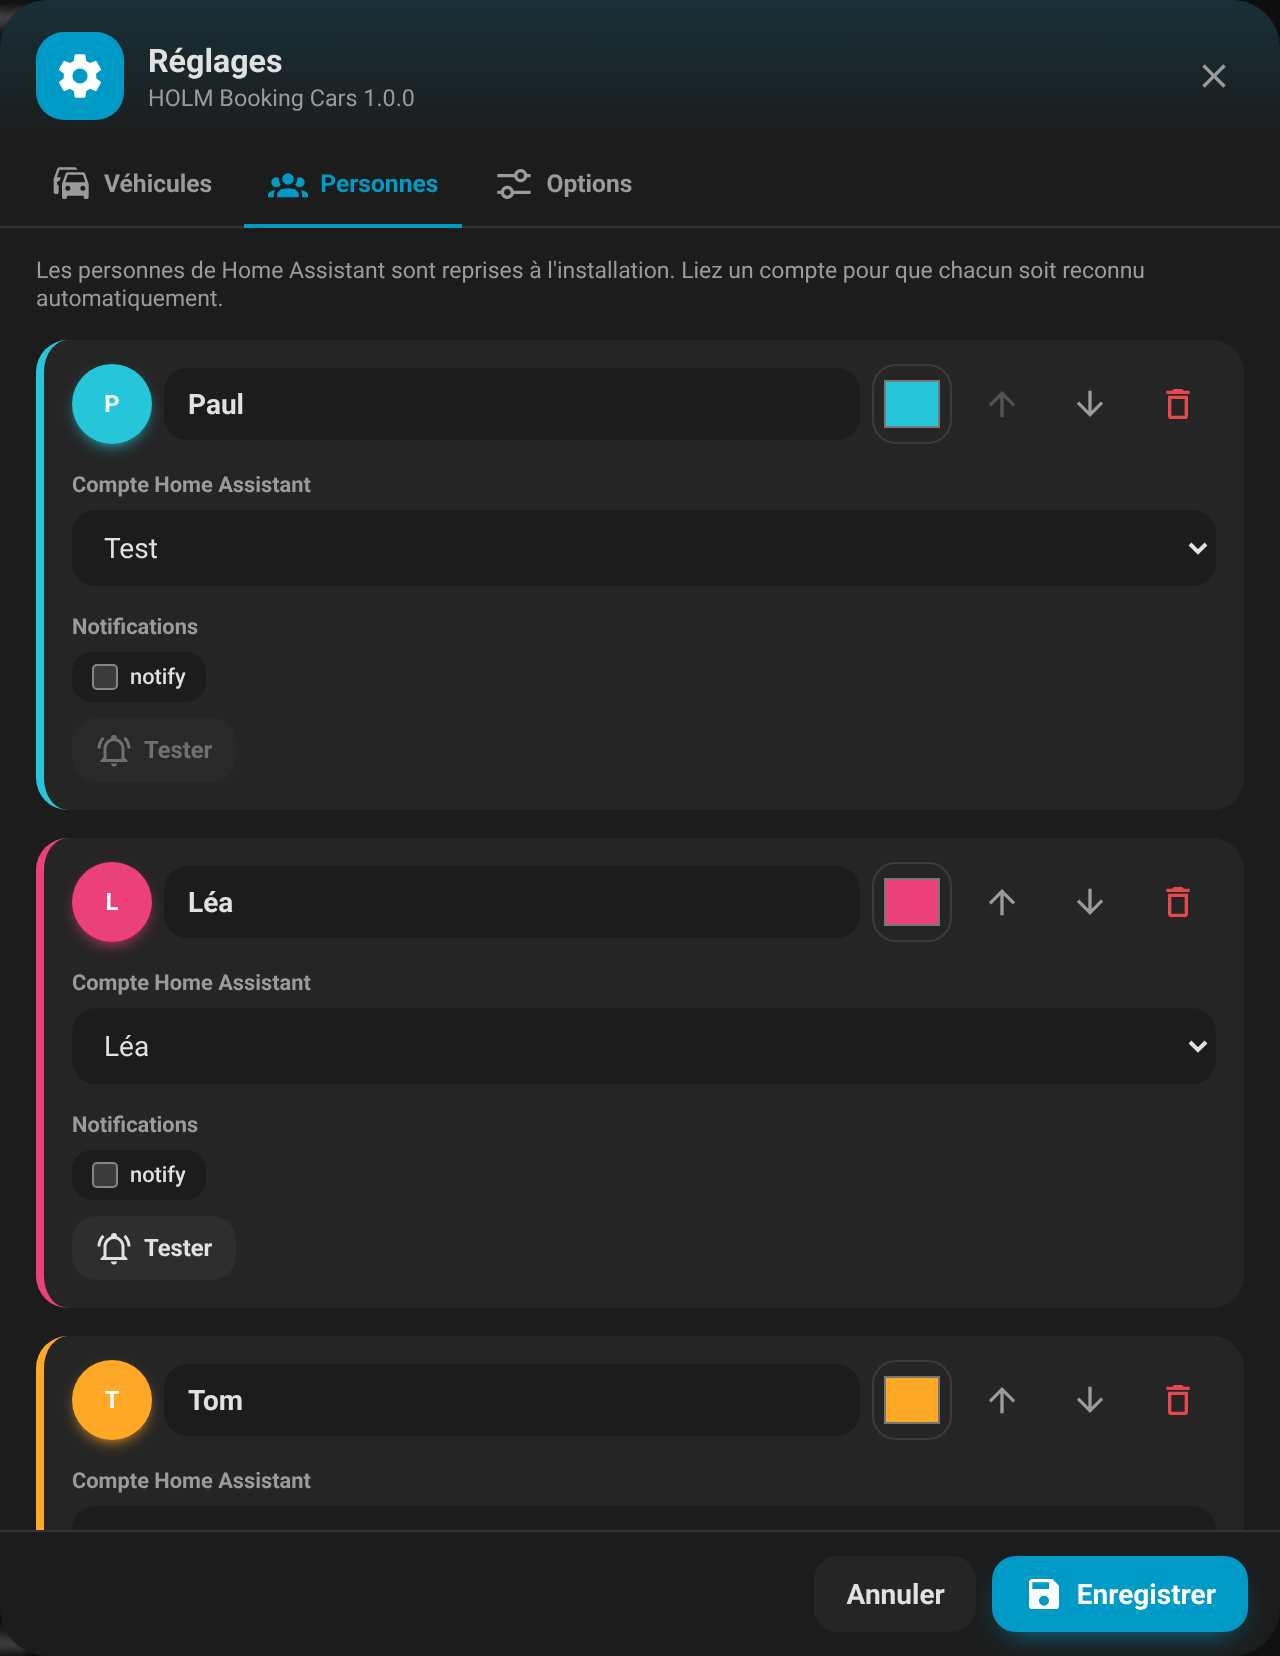 Réglages
HOLM Booking Cars 1.0.0
Véhicules
Personnes
Options
Les personnes de Home Assistant sont reprises à l'installation. Liez un compte pour que chacun soit reconnu
automatiquement.
P
Paul
Compte Home Assistant
Test
Notifications
notify
Tester
L
Léa
Compte Home Assistant
Léa
Notifications
notify
Tester
T
Tom
Compte Home Assistant
Annuler
Enregistrer